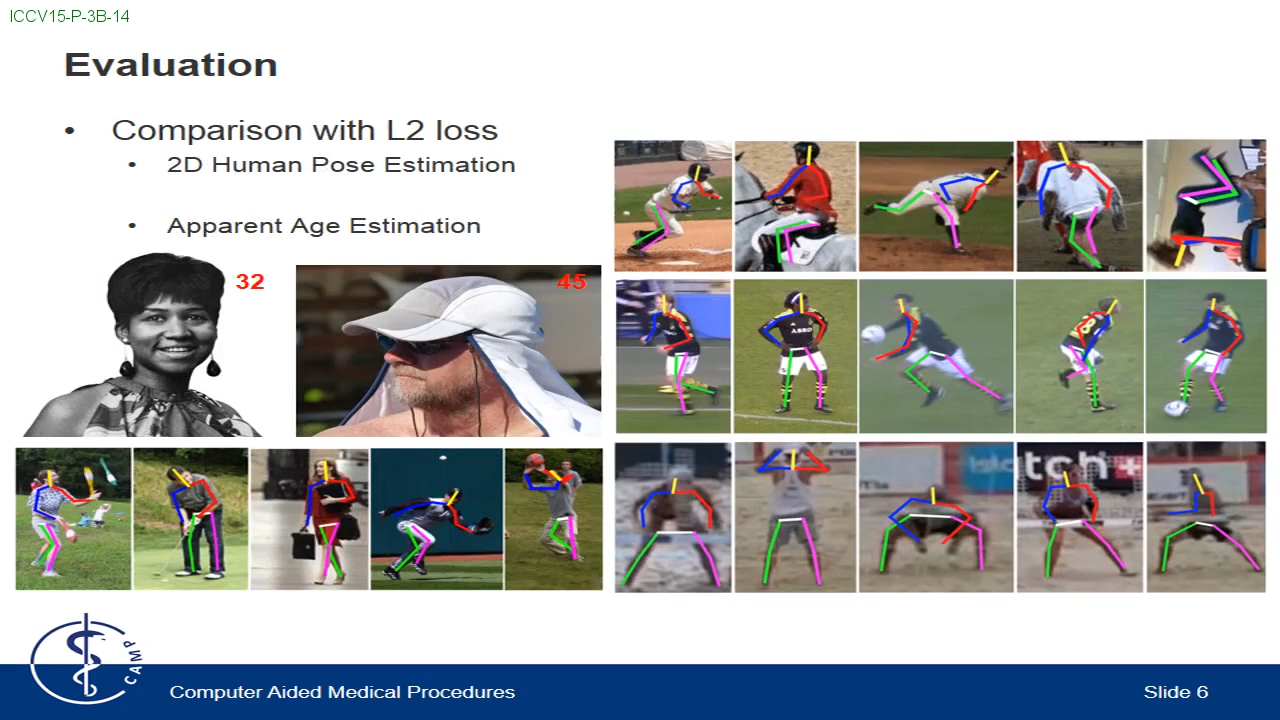 ICCV15-P-3B-14
Evaluation
• Comparison with L2 loss
• 2D Human Pose Estimation
• Apparent Age Estimation
32
45
tch+
CAMP
Computer Aided Medical Procedures
Slide 6